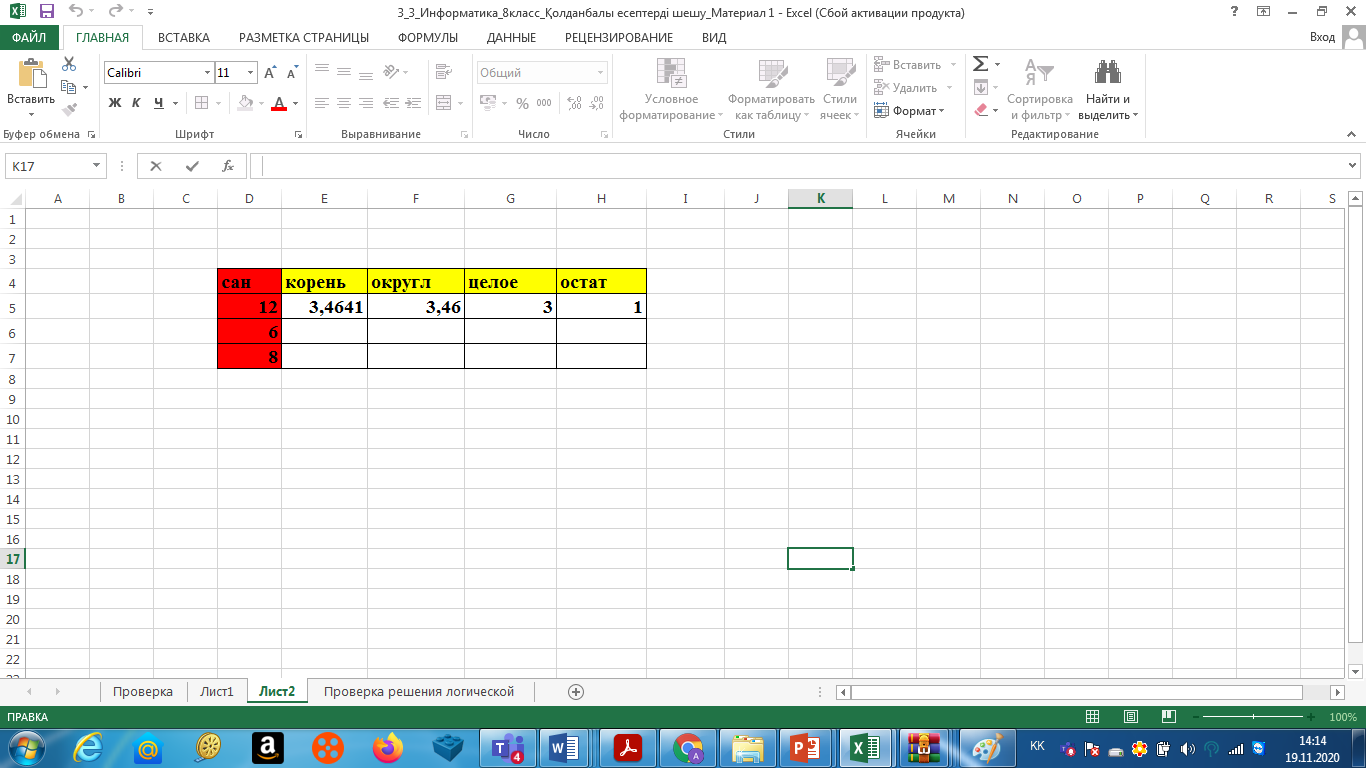 3_3_Информатика_8класс_Қолданбалы есептерді шешу_Материал 1 - Excel (Сбой активации продукта)
ФАЙЛ ГЛАВНАЯ ВСТАВКА РАЗМЕТКА СТРАНИЦЫ ФОРМУЛЫ ДАННЫЕ РЕЦЕНЗИРОВАНИЕ ВИД Вход
Вставить
Calibri 11
Ж К Ч А
Общий
% 000
Условное форматирование
Форматировать как таблицу
Стили ячеек
Вставить
Удалить
Формат
Сортировка и фильтр
Найти и выделить
Буфер обмена Шрифт Выравнивание Число Стили Ячейки Редактирование
K17 fx
A B C D E F G H I J K L M N O P Q R S
1
2
3
4 сан корень округл целое остат
5 12 3,4641 3,46 3 1
6 6
7 8
8
9
10
11
12
13
14
15
16
17
18
19
20
21
22
Проверка Лист1 Лист2 Проверка решения логической
ПРАВКА 100%
KK 14:14
19.11.2020